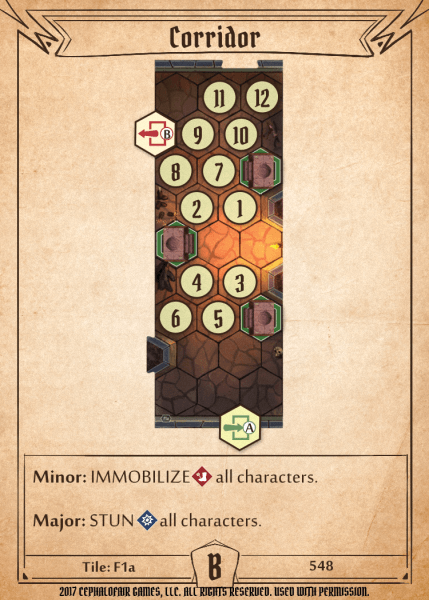 Corridor
11 12
B 9 10
8 7
2 1
4 3
6 5
A
Minor: IMMOBILIZE all characters.
Major: STUN all characters.
Tile: F1a B 548
2017 CEPHALOFAIR GAMES, LLC. ALL RIGHTS RESERVED. USED WITH PERMISSION.